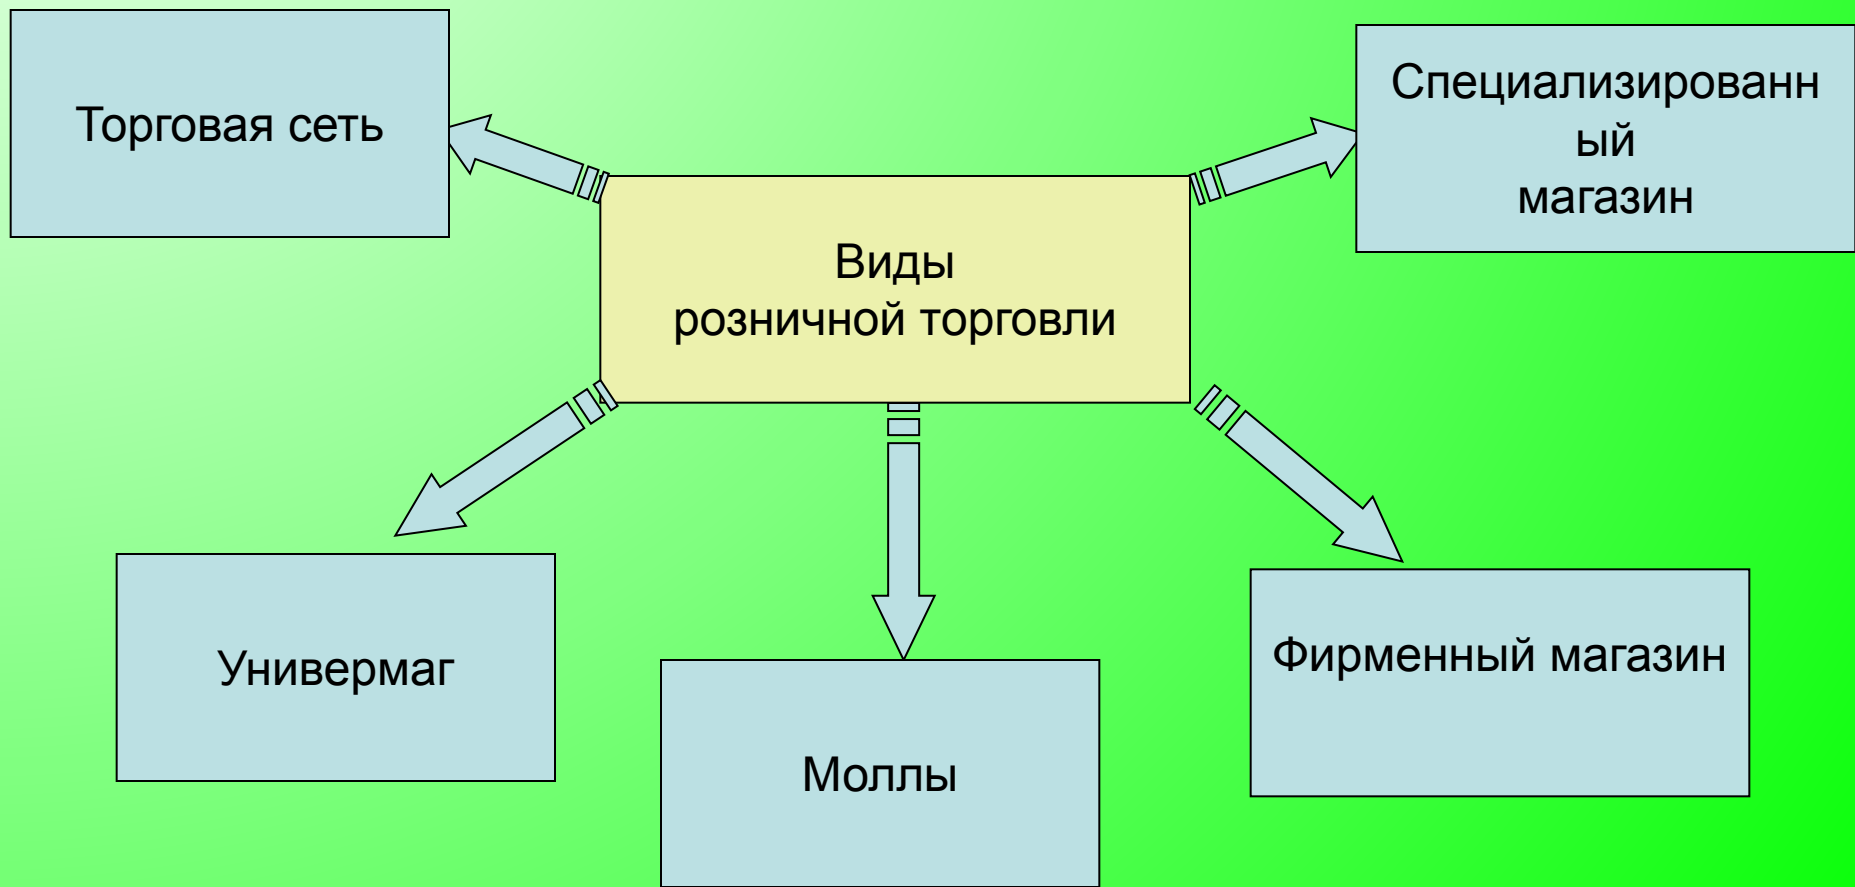 Торговая сеть
Специализированн
ый
магазин
Виды
розничной торговли
Универмаг
Моллы
Фирменный магазин